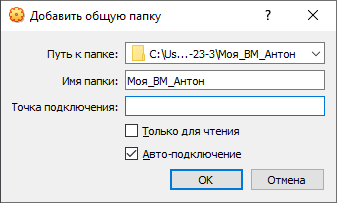 Добавить общую папку
?
Путь к папке: C:\Us...-23-3\Моя_ВМ_Антон
Имя папки: Моя_ВМ_Антон
Точка подключения:
Только для чтения
Авто-подключение
OK Отмена